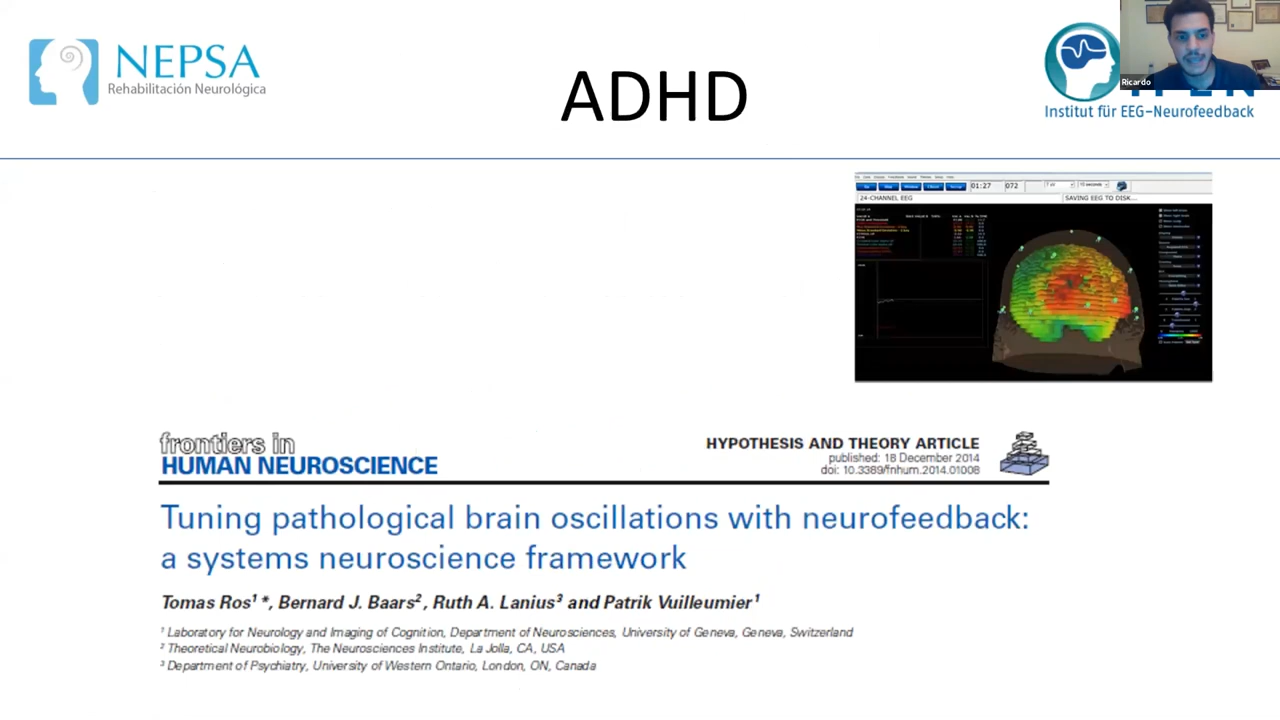 NEPSA
Rehabilitación Neurológica
ADHD
Ricardo
Institut für EEG-Neurofeedback
01:27
072
24-CHANNEL EEG
SAVING EEG TO DISK...
frontiers in
HUMAN NEUROSCIENCE
HYPOTHESIS AND THEORY ARTICLE
published: 18 December 2014
doi: 10.3389/fnhum.2014.01008
Tuning pathological brain oscillations with neurofeedback:
a systems neuroscience framework
Tomas Ros¹*, Bernard J. Baars², Ruth A. Lanius³ and Patrik Vuilleumier¹
¹ Laboratory for Neurology and Imaging of Cognition, Department of Neurosciences, University of Geneva, Geneva, Switzerland
² Theoretical Neurobiology, The Neurosciences Institute, La Jolla, CA, USA
³ Department of Psychiatry, University of Western Ontario, London, ON, Canada